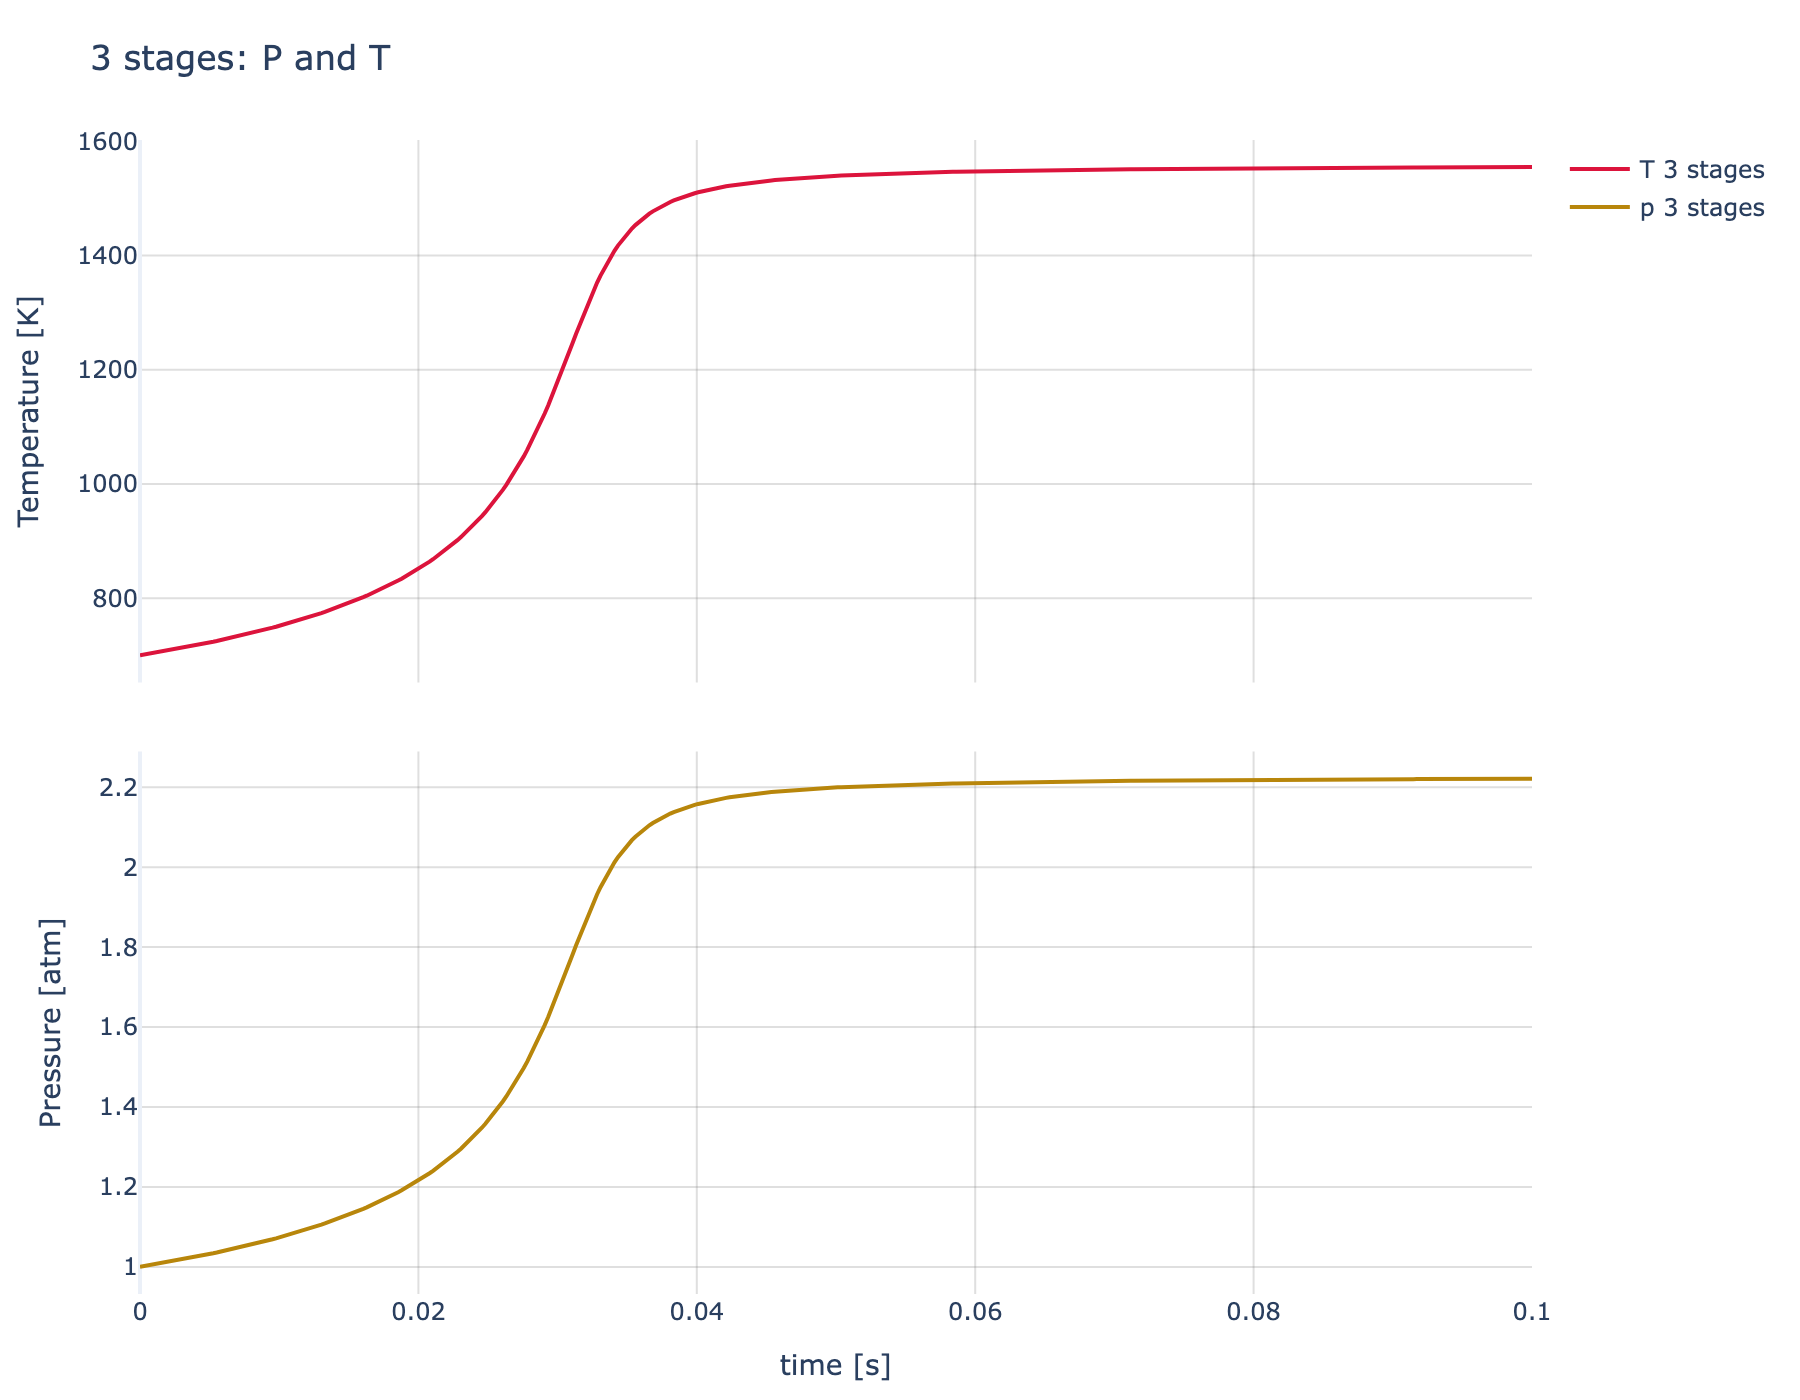 3 stages: P and T
1600
1400
1200
1000
800
Temperature [K]
T 3 stages
p 3 stages
2.2
2
1.8
1.6
1.4
1.2
1
Pressure [atm]
0 0.02 0.04 0.06 0.08 0.1
time [s]